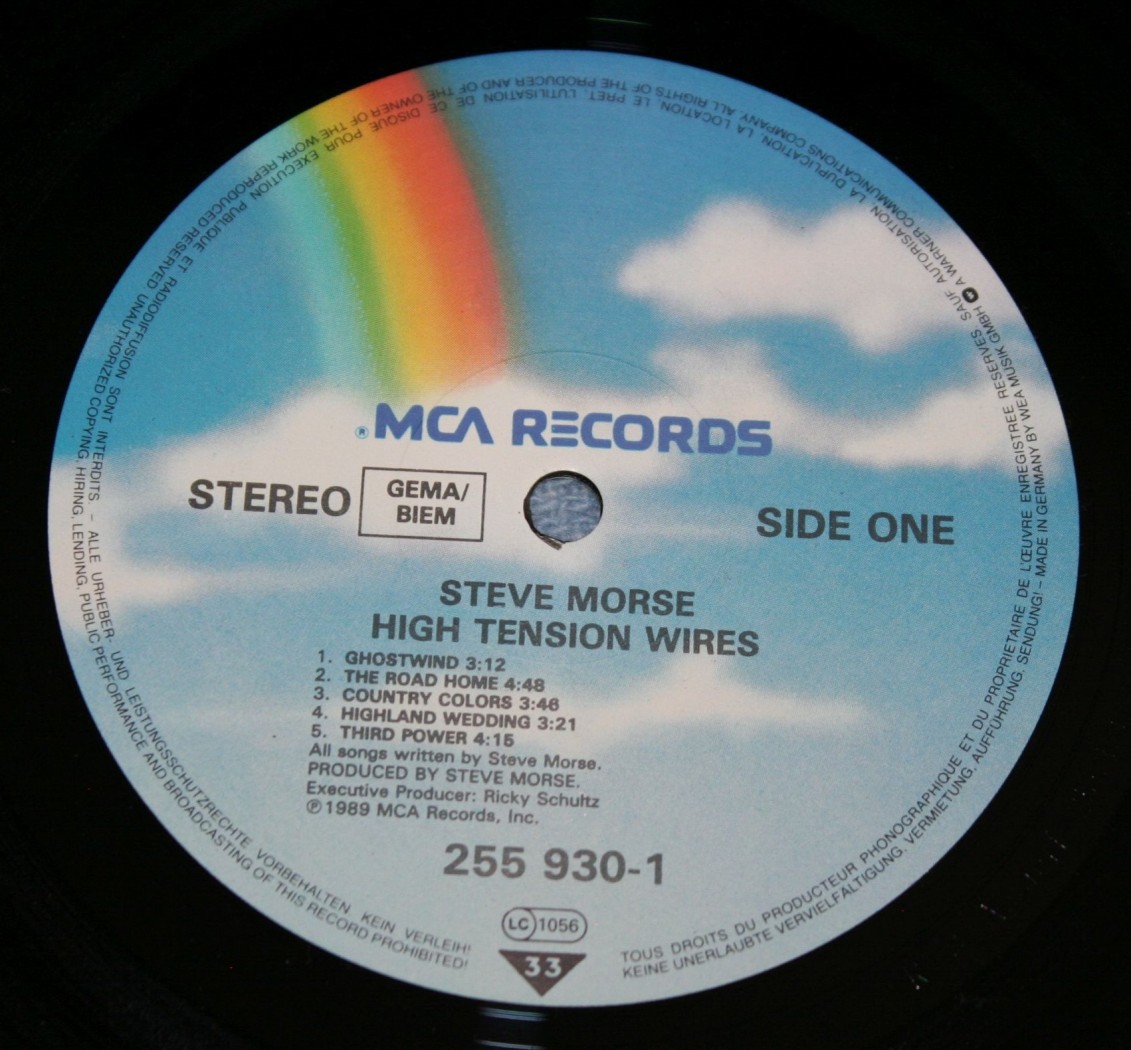 ® MCA RECORDS
STEREO
GEMA/
BIEM
SIDE ONE
STEVE MORSE
HIGH TENSION WIRES
1. GHOSTWIND 3:12
2. THE ROAD HOME 4:48
3. COUNTRY COLORS 3:46
4. HIGHLAND WEDDING 3:21
5. THIRD POWER 4:15
All songs written by Steve Morse.
PRODUCED BY STEVE MORSE.
Executive Producer: Ricky Schultz
℗ 1989 MCA Records, Inc.
255 930-1
LC 1056
33
TOUS DROITS DU PRODUCTEUR PHONOGRAPHIQUE ET DU PROPRIETAIRE DE L'ŒUVRE ENREGISTREE RESERVES SAUF AUTORISATION. LA DUPLICATION, LA LOCATION, LE PRET, L'UTILISATION DE CE DISQUE POUR EXECUTION PUBLIQUE ET RADIODIFFUSION SONT INTERDITS. – ALLE URHEBER- UND LEISTUNGSSCHUTZRECHTE VORBEHALTEN. KEIN VERLEIH!
KEINE UNERLAUBTE VERVIELFALTIGUNG, VERMIETUNG, AUFFUHRUNG, SENDUNG! – MADE IN GERMANY BY WEA MUSIK GMBH A WARNER COMMUNICATIONS COMPANY ALL RIGHTS OF THE PRODUCER AND OF THE OWNER OF THE WORK REPRODUCED RESERVED UNAUTHORIZED COPYING, HIRING, LENDING, PUBLIC PERFORMANCE AND BROADCASTING OF THIS RECORD PROHIBITED!